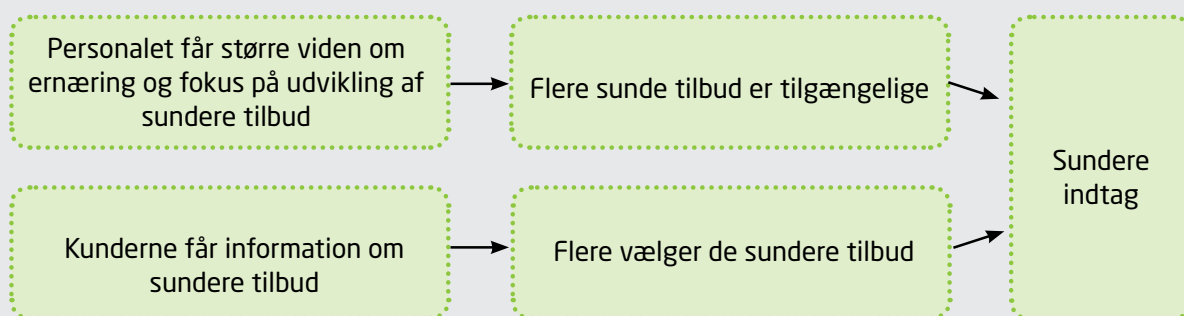 Personalet får større viden om
ernæring og fokus på udvikling af
sundere tilbud
Flere sunde tilbud er tilgængelige
Kunderne får information om
sundere tilbud
Flere vælger de sundere tilbud
Sundere
indtag